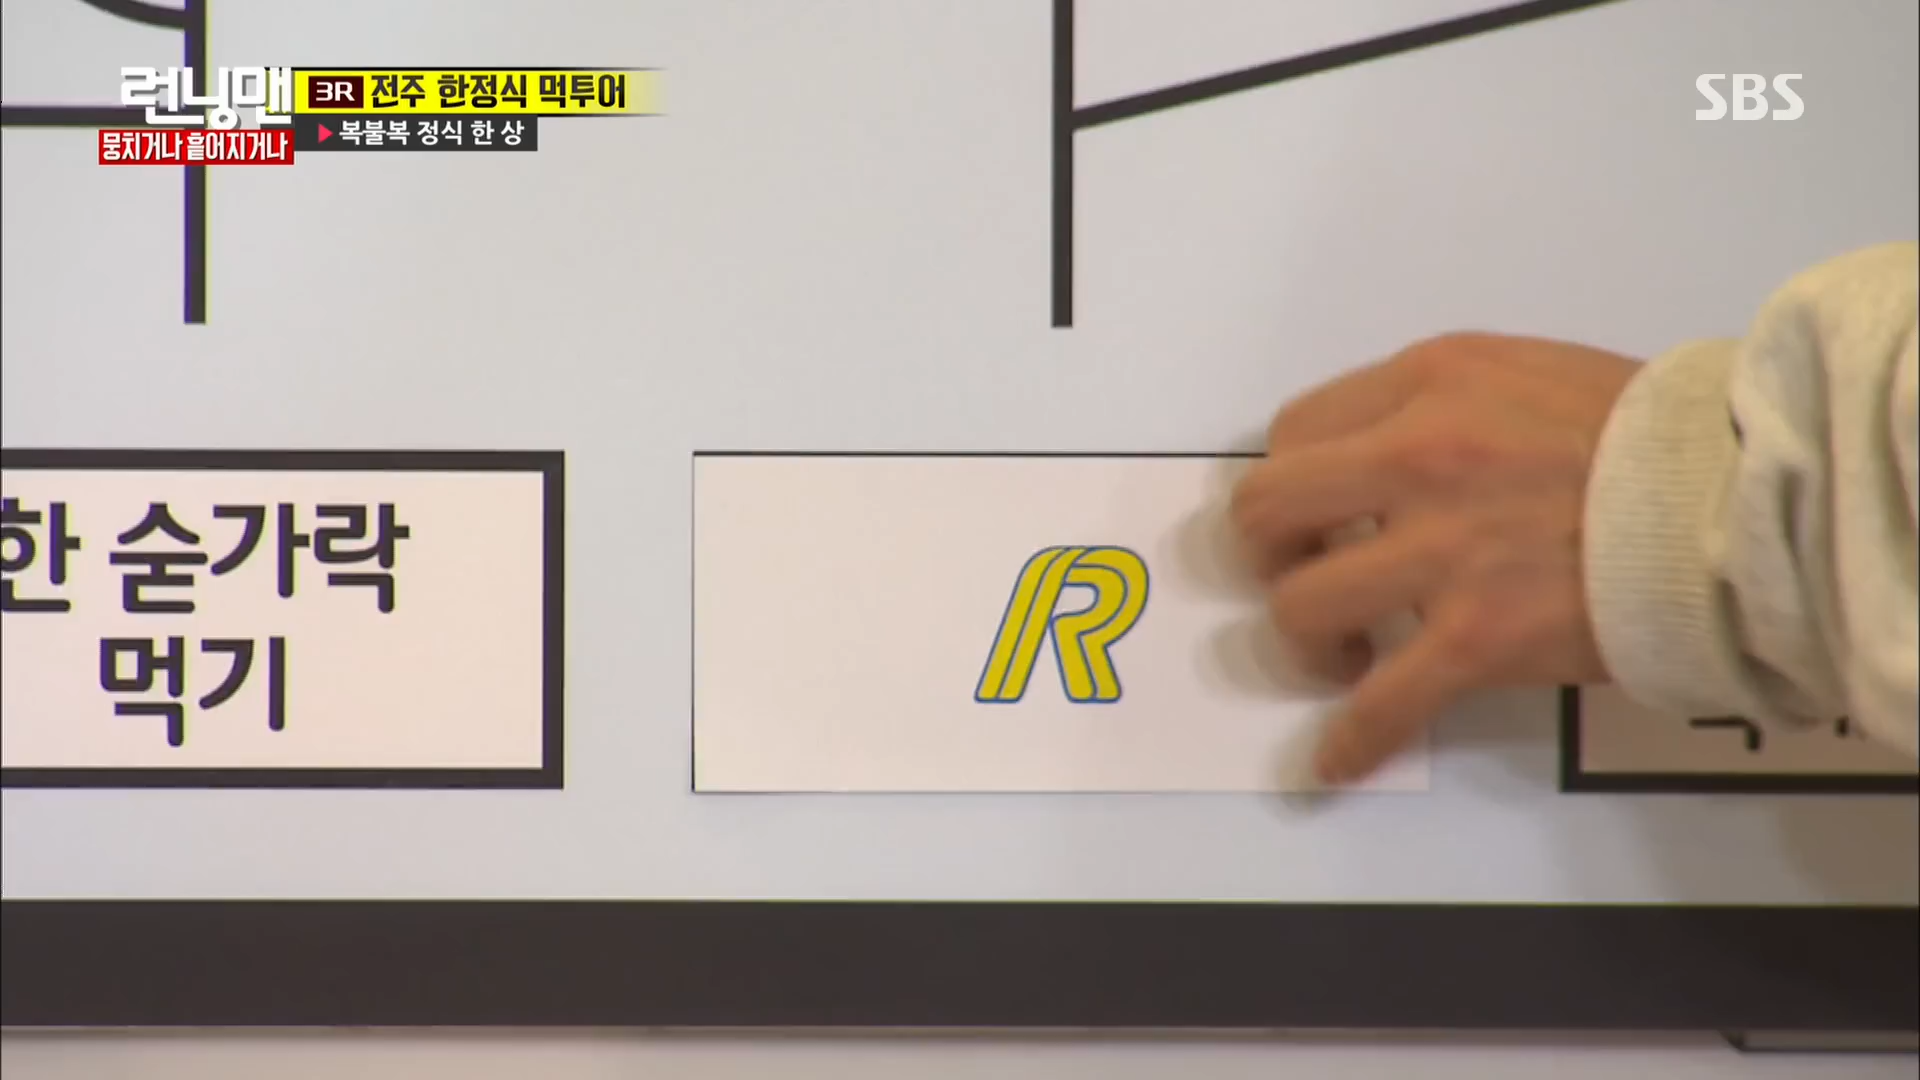 런닝맨
뭉치거나 흩어지거나
3R 전주 한정식 먹투어
▶ 복불복 정식 한 상
SBS
한 숟가락
먹기
R